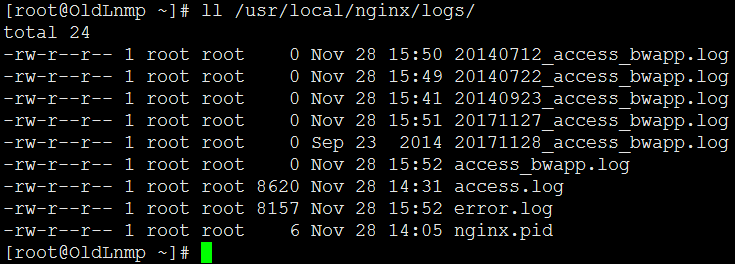 [root@OldLnmp ~]# ll /usr/local/nginx/logs/
total 24
-rw-r--r-- 1 root root    0 Nov 28 15:50 20140712_access_bwapp.log
-rw-r--r-- 1 root root    0 Nov 28 15:49 20140722_access_bwapp.log
-rw-r--r-- 1 root root    0 Nov 28 15:41 20140923_access_bwapp.log
-rw-r--r-- 1 root root    0 Nov 28 15:51 20171127_access_bwapp.log
-rw-r--r-- 1 root root    0 Sep 23  2014 20171128_access_bwapp.log
-rw-r--r-- 1 root root    0 Nov 28 15:52 access_bwapp.log
-rw-r--r-- 1 root root 8620 Nov 28 14:31 access.log
-rw-r--r-- 1 root root 8157 Nov 28 15:52 error.log
-rw-r--r-- 1 root root    6 Nov 28 14:05 nginx.pid
[root@OldLnmp ~]#